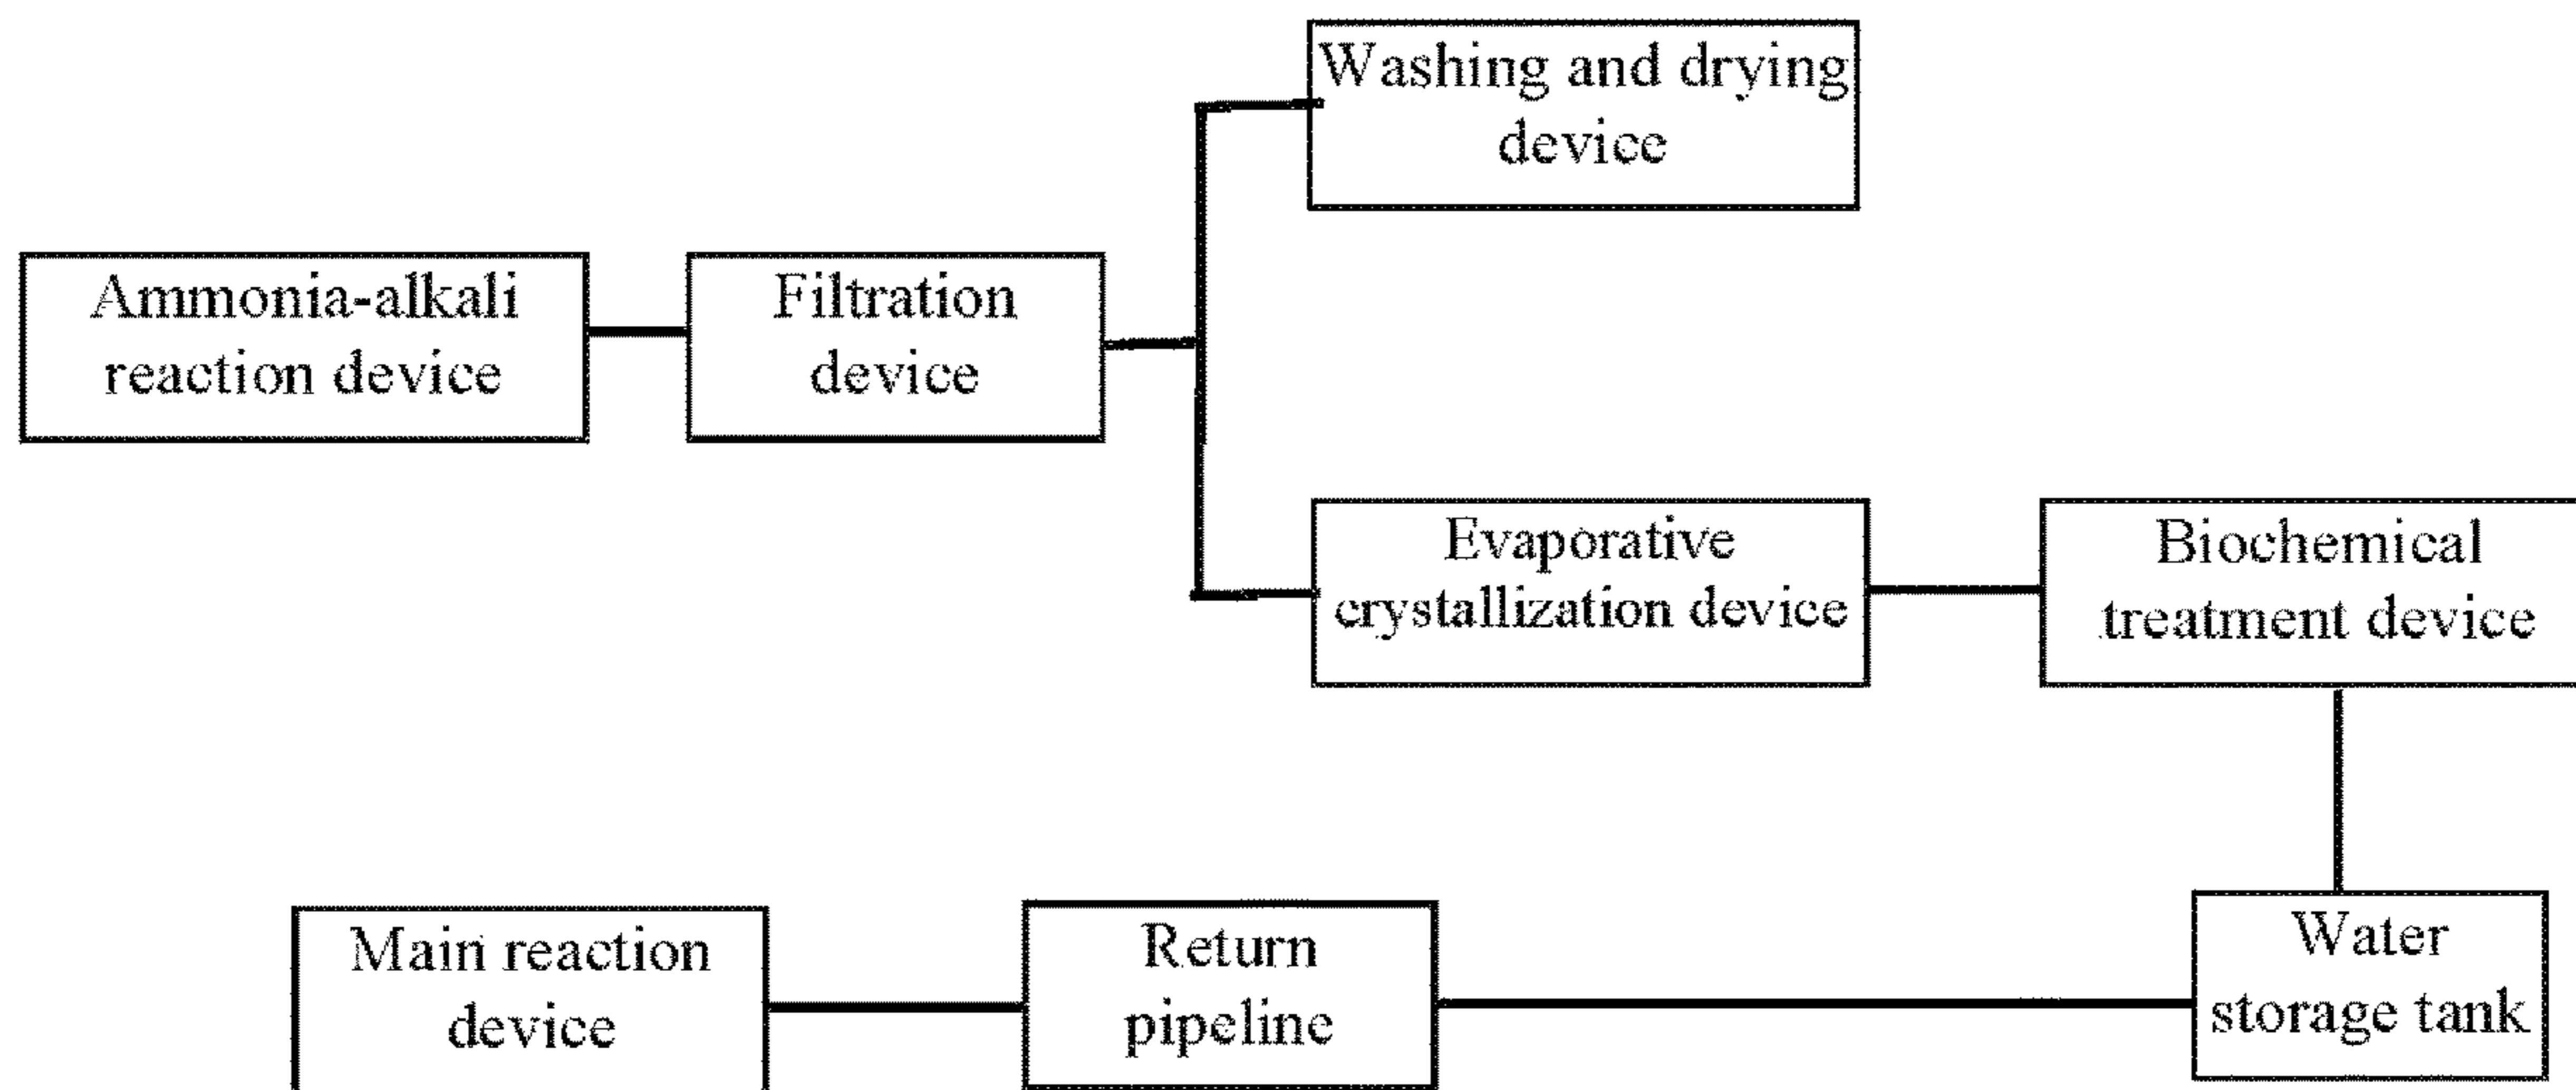 Washing and drying
device
Ammonia-alkali
reaction device
Filtration
device
Evaporative
crystallization device
Biochemical
treatment device
Main reaction
device
Return
pipeline
Water
storage tank